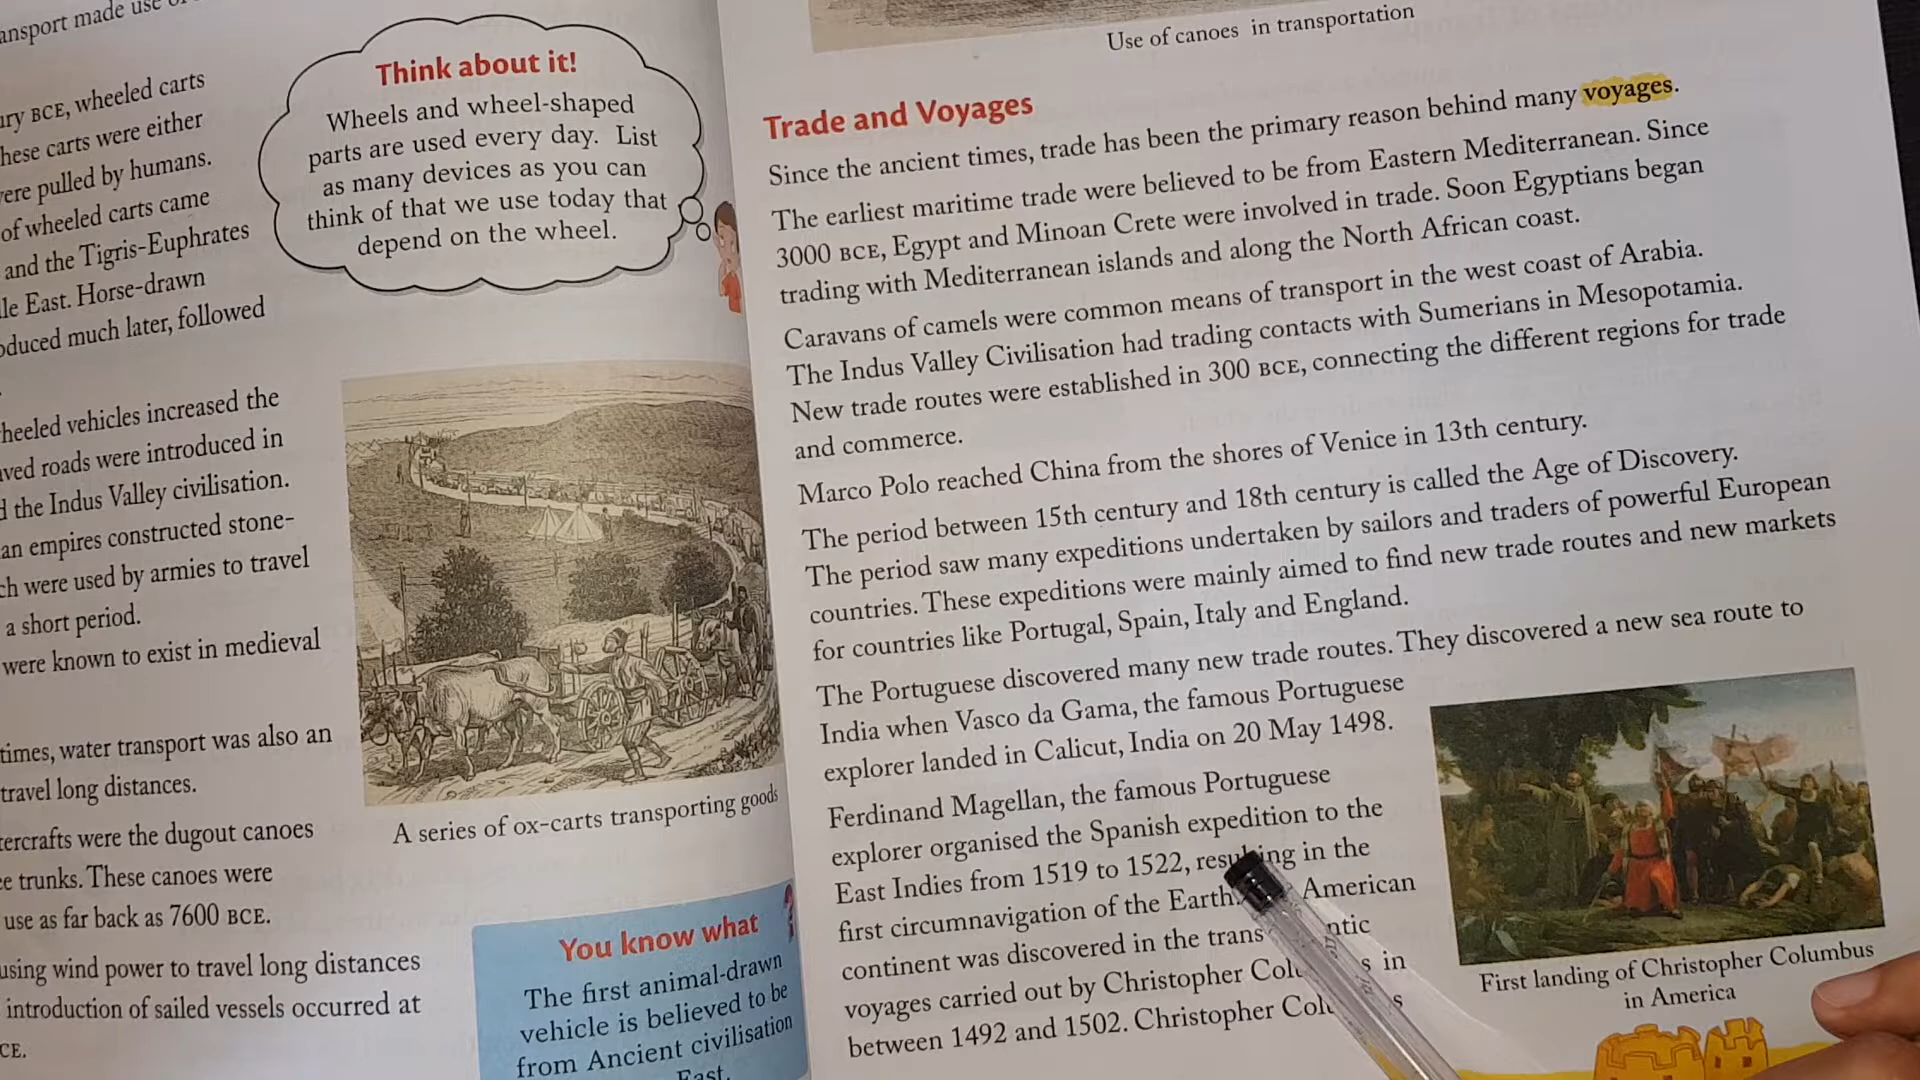 ansport made use
BCE, wheeled carts
hese carts were either
were pulled by humans.
of wheeled carts came
and the Tigris-Euphrates
le East. Horse-drawn
oduced much later, followed
heeled vehicles increased the
ved roads were introduced in
the Indus Valley civilisation.
an empires constructed stone-
ch were used by armies to travel
a short period.
were known to exist in medieval
times, water transport was also an
travel long distances.
tercrafts were the dugout canoes
ee trunks. These canoes were
use as far back as 7600 BCE.
using wind power to travel long distances
introduction of sailed vessels occurred at
CE.
Think about it!
Wheels and wheel-shaped
parts are used every day. List
as many devices as you can
think of that we use today that
depend on the wheel.
A series of ox-carts transporting goods
You know what
The first animal-drawn
vehicle is believed to be
from Ancient civilisation
East.
Use of canoes in transportation
Trade and Voyages
Since the ancient times, trade has been the primary reason behind many voyages.
The earliest maritime trade were believed to be from Eastern Mediterranean. Since
3000 BCE, Egypt and Minoan Crete were involved in trade. Soon Egyptians began
trading with Mediterranean islands and along the North African coast.
Caravans of camels were common means of transport in the west coast of Arabia.
The Indus Valley Civilisation had trading contacts with Sumerians in Mesopotamia.
New trade routes were established in 300 BCE, connecting the different regions for trade
and commerce.
Marco Polo reached China from the shores of Venice in 13th century.
The period between 15th century and 18th century is called the Age of Discovery.
The period saw many expeditions undertaken by sailors and traders of powerful European
countries. These expeditions were mainly aimed to find new trade routes and new markets
for countries like Portugal, Spain, Italy and England.
The Portuguese discovered many new trade routes. They discovered a new sea route to
India when Vasco da Gama, the famous Portuguese
explorer landed in Calicut, India on 20 May 1498.
Ferdinand Magellan, the famous Portuguese
explorer organised the Spanish expedition to the
East Indies from 1519 to 1522, resulting in the
first circumnavigation of the Earth. American
continent was discovered in the trans ntic
voyages carried out by Christopher Col s in
between 1492 and 1502. Christopher Col s
First landing of Christopher Columbus
in America